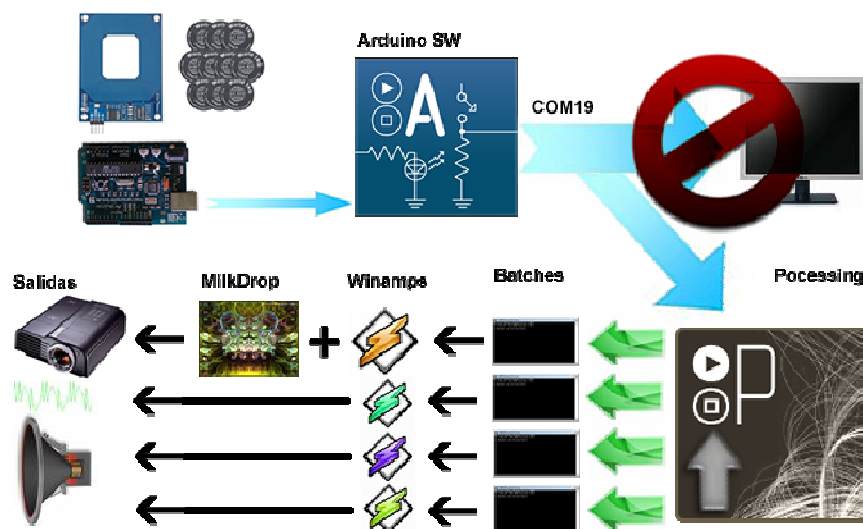 Arduino SW
A
COM19
Salidas
MilkDrop
Winamps
Batches
Pocessing
P